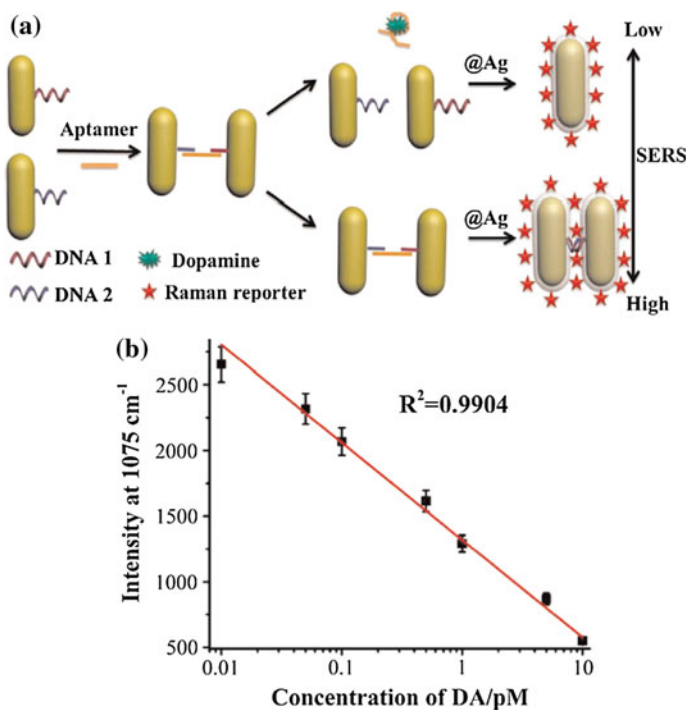 (a)
Low
@Ag
Aptamer
SERS
@Ag
DNA 1
Dopamine
DNA 2
Raman reporter
High
(b)
R²=0.9904
2500
2000
1500
1000
500
Intensity at 1075 cm⁻¹
0.01 0.1 1 10
Concentration of DA/pM